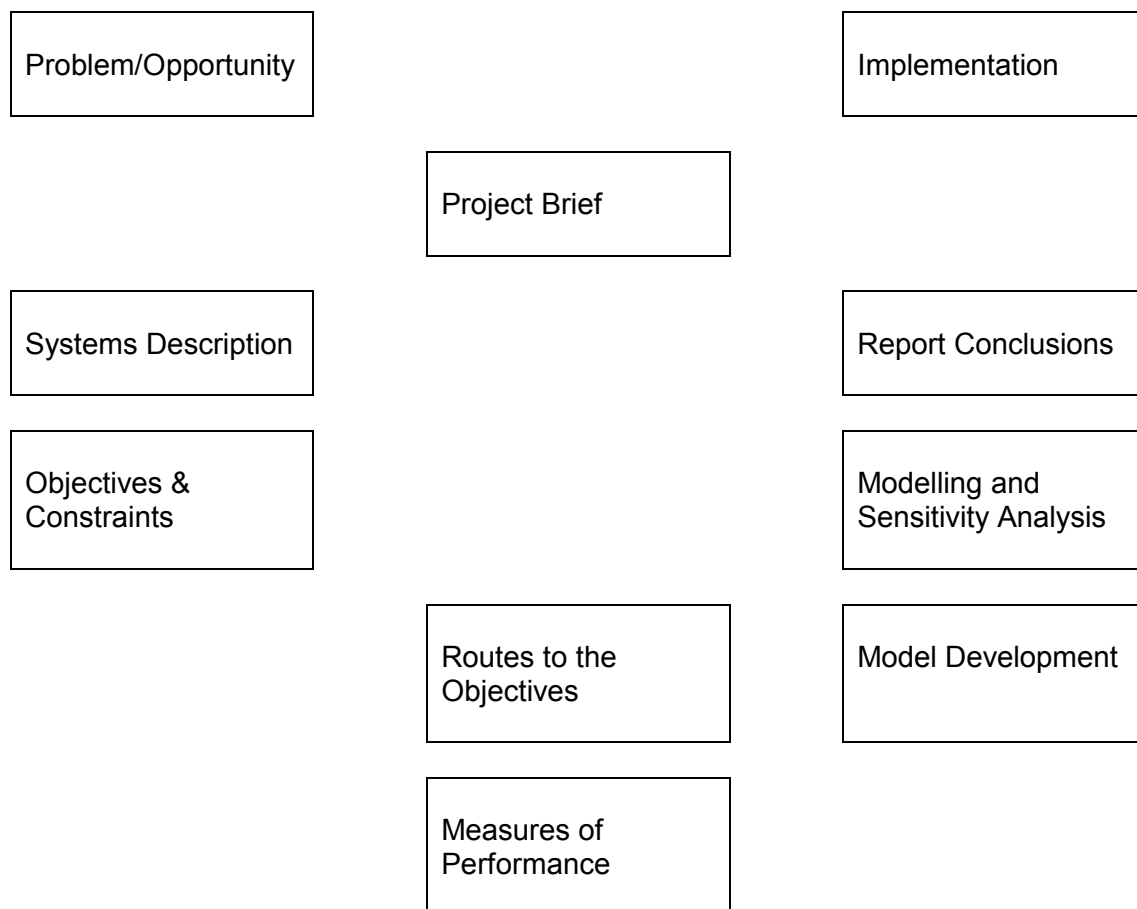 Problem/Opportunity
Implementation
Project Brief
Systems Description
Report Conclusions
Objectives &
Constraints
Modelling and
Sensitivity Analysis
Routes to the
Objectives
Model Development
Measures of
Performance